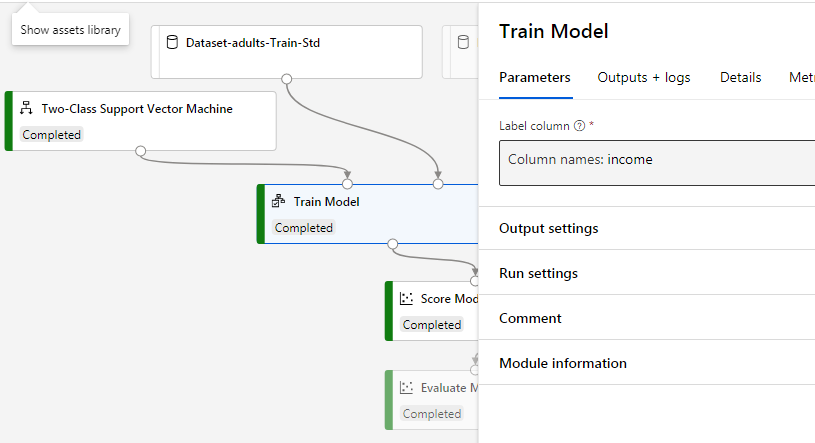 Show assets library
Dataset-adults-Train-Std
Two-Class Support Vector Machine
Completed
Train Model
Completed
Score Mod
Completed
Evaluate M
Completed
Train Model
Parameters
Outputs + logs
Details
Metr
Label column ? *
Column names: income
Output settings
Run settings
Comment
Module information